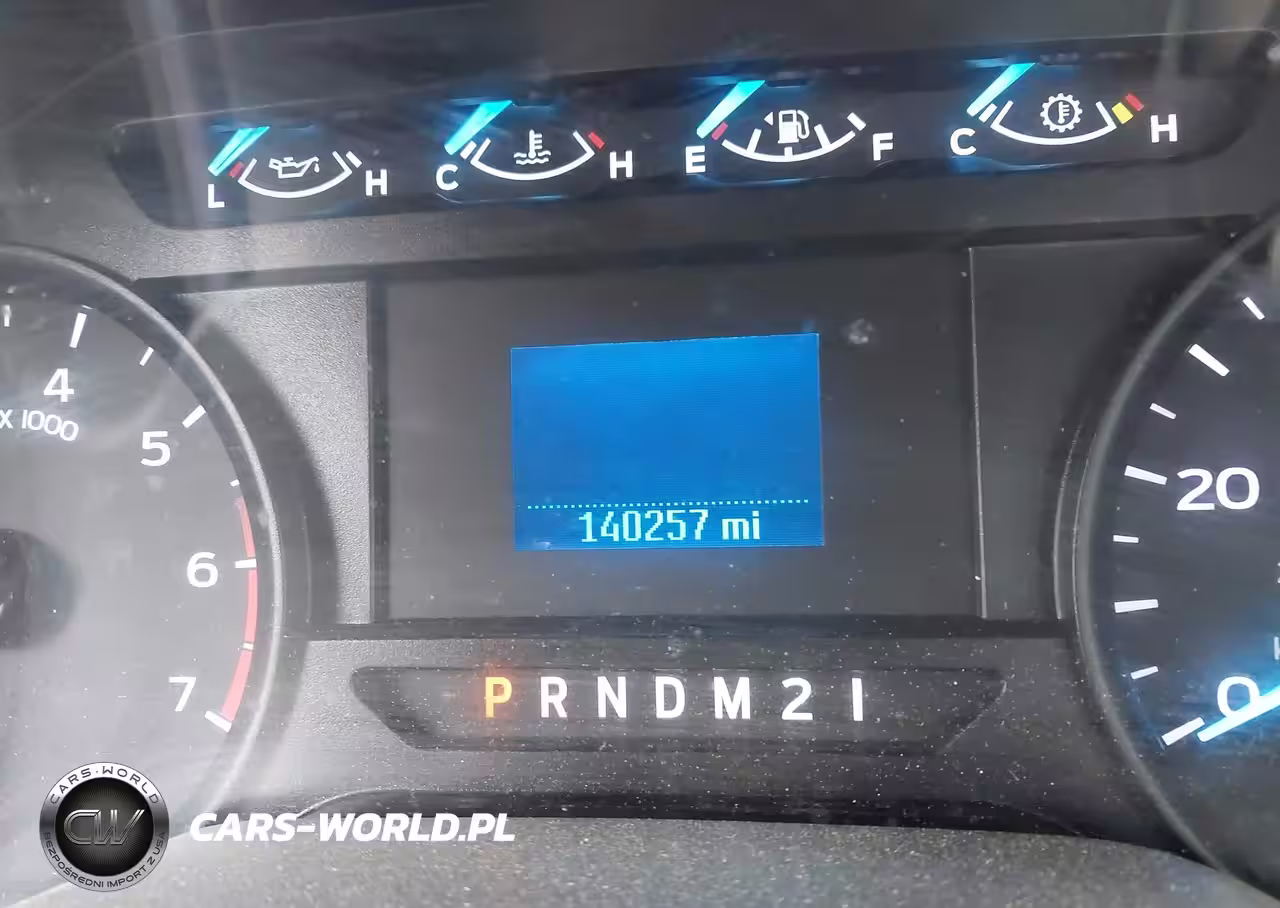 L H C H E F C H
4
x 1000
5
6
7
140257 mi
20
0
P R N D M 2 1
CARS-WORLD
CW
BEZPOŚREDNI IMPORT Z USA
CARS-WORLD.PL